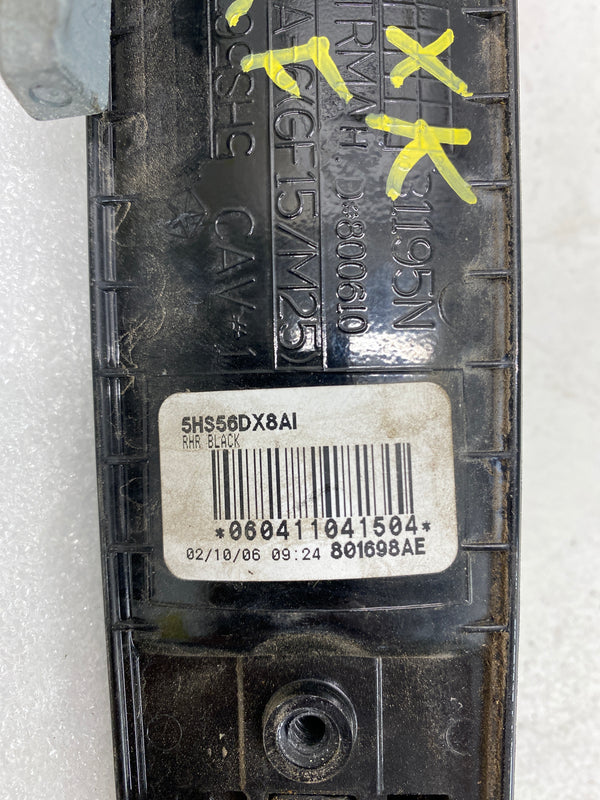 X
K
F
31195N
D#800610
(GF15/M25)
CAV#1
5HS56DX8AI
RHR BLACK
*060411041504*
02/10/06 09:24 801698AE